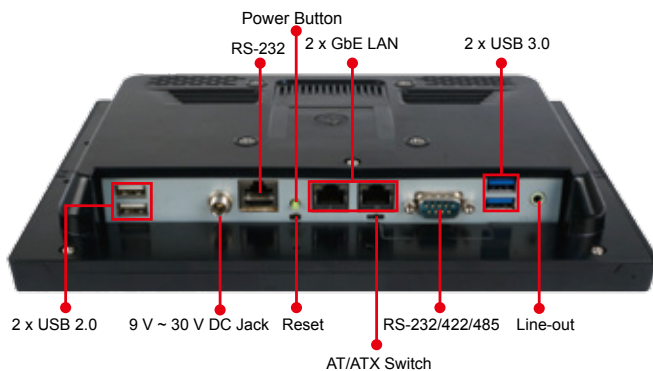 Power Button
RS-232
2 x GbE LAN
2 x USB 3.0
2 x USB 2.0
9 V ~ 30 V DC Jack
Reset
RS-232/422/485
Line-out
AT/ATX Switch